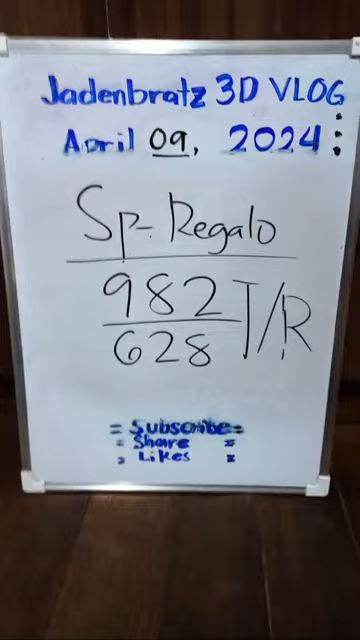 Jadenbratz 3D VLOG
April 09, 2024:
Sp- Regalo
982
628 T/R
= Subscribe =
= Share =
= Likes =